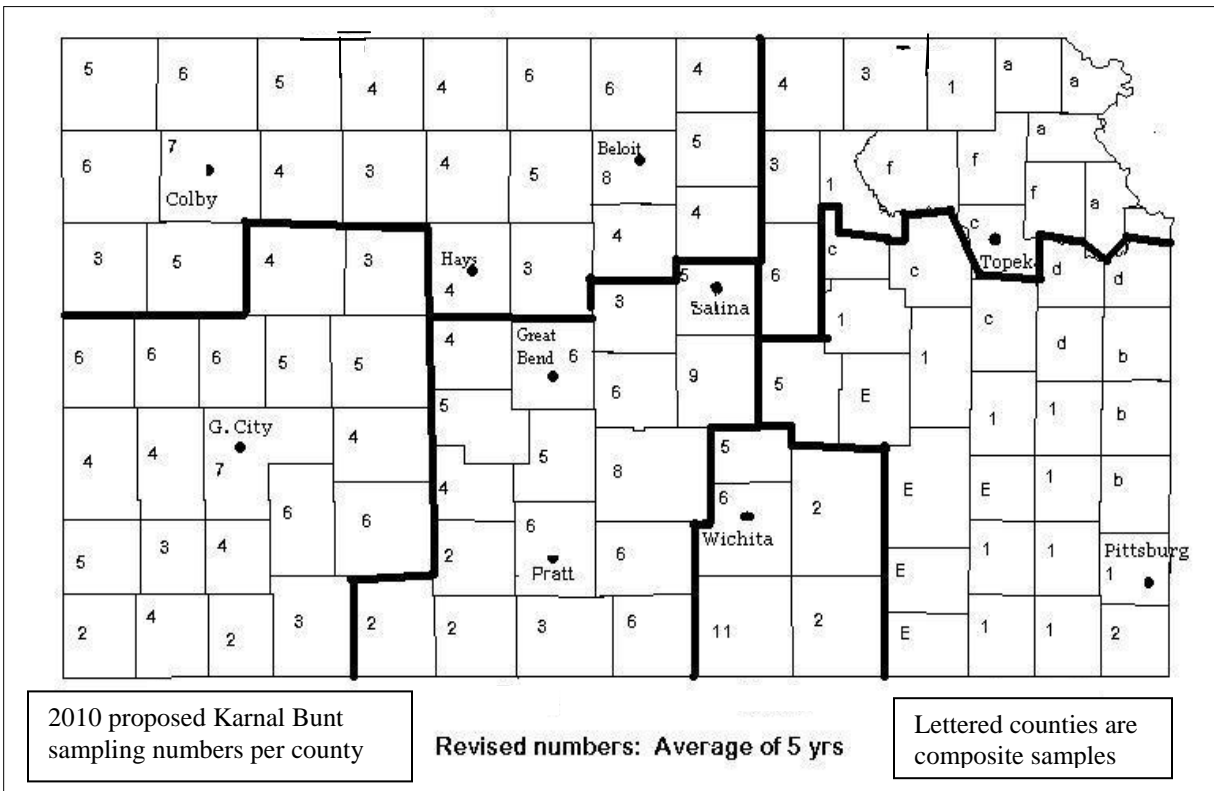 5 6 5 4 4 6 6 4 4 3 1 a a
6 7 4 3 4 5 Beloit 8 5 3 1 f f a
Colby
4 f a
3 5 4 3 Hays 4 3 4 6 c c c Topeka d d
5 Salina
3 1 c
6 6 6 5 5 4 Great
Bend 6 6 9 5 E 1 d b
5 1 1 b
4 4 G. City 7 4 5 8 5
4 6 6 2 E E 1 b
6 6 Wichita
5 3 4 2 Pratt 6 E 1 1 Pittsburg
1
2 4 2 3 2 2 3 6 11 2 E 1 1 2
2010 proposed Karnal Bunt
sampling numbers per county
Revised numbers: Average of 5 yrs
Lettered counties are
composite samples